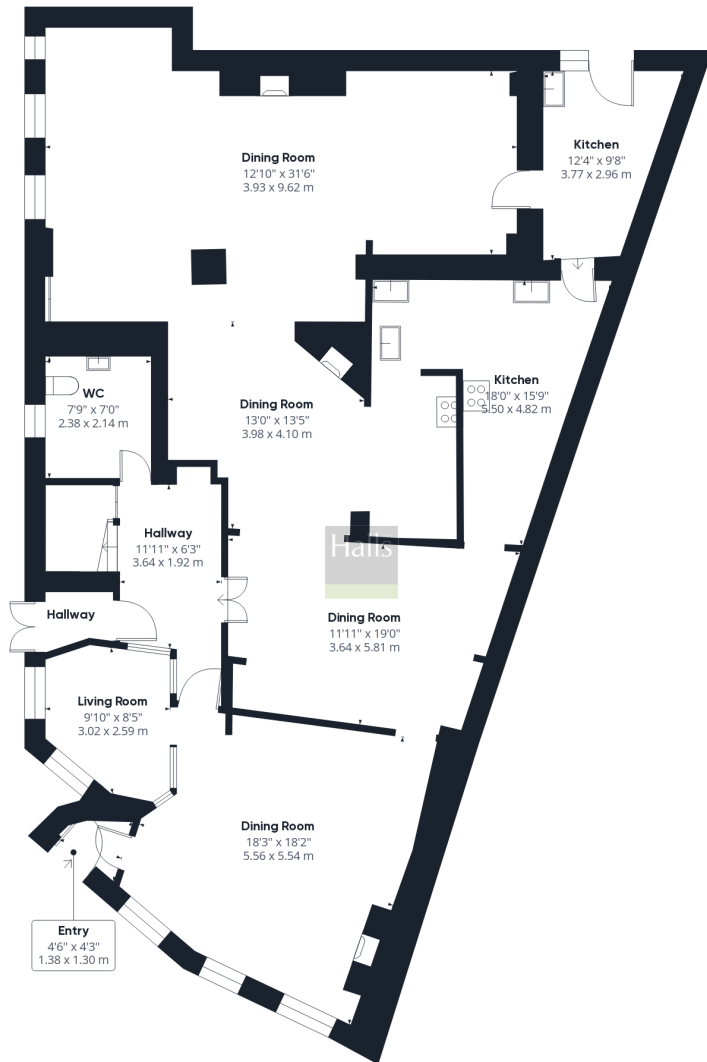 Dining Room
12'10" x 31'6"
3.93 x 9.62 m
Kitchen
12'4" x 9'8"
3.77 x 2.96 m
WC
7'9" x 7'0"
2.38 x 2.14 m
Dining Room
13'0" x 13'5"
3.98 x 4.10 m
Kitchen
18'0" x 15'9"
5.50 x 4.82 m
Hallway
11'11" x 6'3"
3.64 x 1.92 m
Halls
Hallway
Dining Room
11'11" x 19'0"
3.64 x 5.81 m
Living Room
9'10" x 8'5"
3.02 x 2.59 m
Dining Room
18'3" x 18'2"
5.56 x 5.54 m
Entry
4'6" x 4'3"
1.38 x 1.30 m